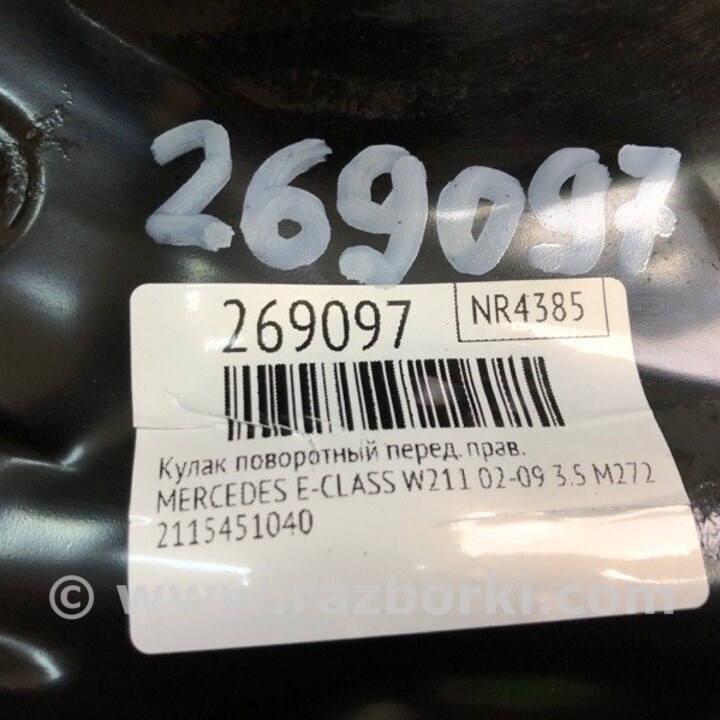 269097
269097 NR4385
Кулак поворотный перед. прав.
MERCEDES E-CLASS W211 02-09 3.5 M272
2115451040
© www.razborki.com